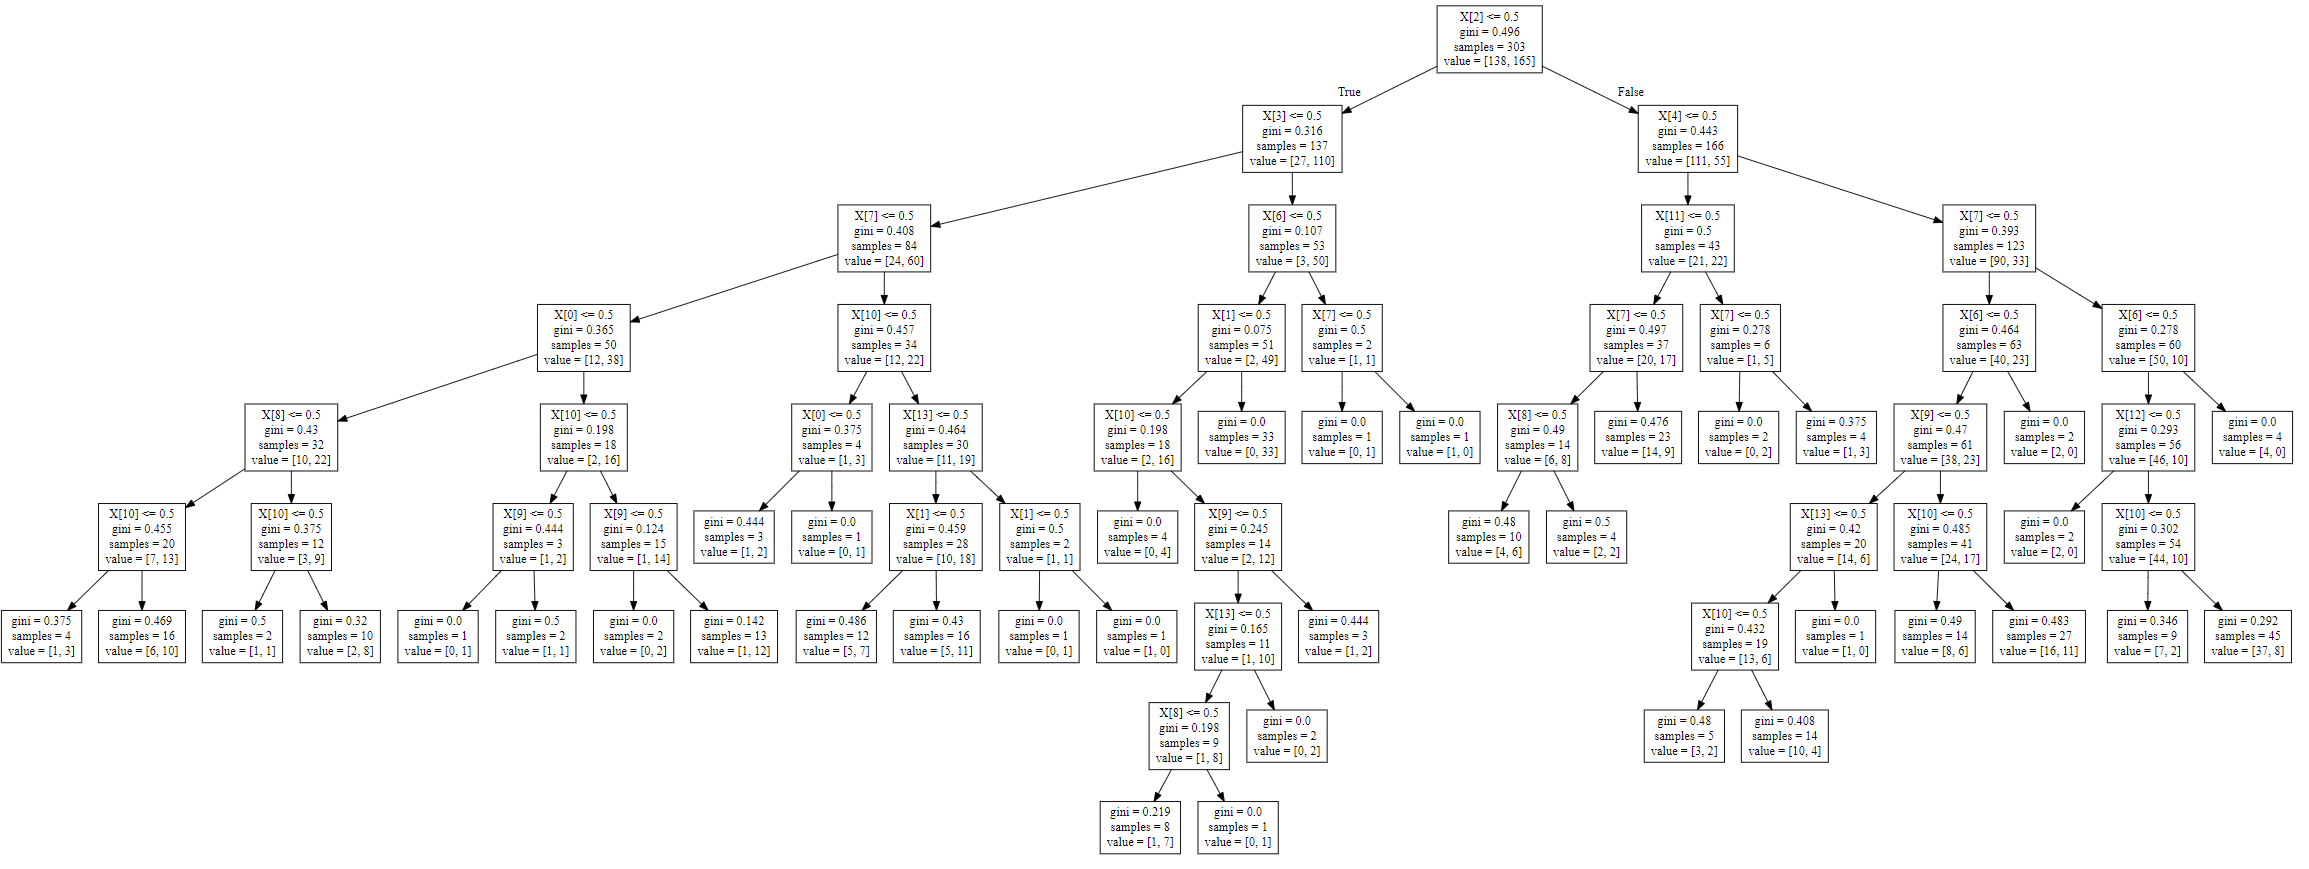 X[2] <= 0.5
gini = 0.496
samples = 303
value = [138, 165]
True
False
X[3] <= 0.5
gini = 0.316
samples = 137
value = [27, 110]
X[4] <= 0.5
gini = 0.443
samples = 166
value = [111, 55]
X[7] <= 0.5
gini = 0.408
samples = 84
value = [24, 60]
X[6] <= 0.5
gini = 0.107
samples = 53
value = [3, 50]
X[11] <= 0.5
gini = 0.5
samples = 43
value = [21, 22]
X[7] <= 0.5
gini = 0.393
samples = 123
value = [90, 33]
X[0] <= 0.5
gini = 0.365
samples = 50
value = [12, 38]
X[10] <= 0.5
gini = 0.457
samples = 34
value = [12, 22]
X[1] <= 0.5
gini = 0.075
samples = 51
value = [2, 49]
X[7] <= 0.5
gini = 0.5
samples = 2
value = [1, 1]
X[7] <= 0.5
gini = 0.497
samples = 37
value = [20, 17]
X[7] <= 0.5
gini = 0.278
samples = 6
value = [1, 5]
X[6] <= 0.5
gini = 0.464
samples = 63
value = [40, 23]
X[6] <= 0.5
gini = 0.278
samples = 60
value = [50, 10]
X[8] <= 0.5
gini = 0.43
samples = 32
value = [10, 22]
X[10] <= 0.5
gini = 0.198
samples = 18
value = [2, 16]
X[0] <= 0.5
gini = 0.375
samples = 4
value = [1, 3]
X[13] <= 0.5
gini = 0.464
samples = 30
value = [11, 19]
X[10] <= 0.5
gini = 0.198
samples = 18
value = [2, 16]
gini = 0.0
samples = 33
value = [0, 33]
gini = 0.0
samples = 1
value = [0, 1]
gini = 0.0
samples = 1
value = [1, 0]
X[8] <= 0.5
gini = 0.49
samples = 14
value = [6, 8]
gini = 0.476
samples = 23
value = [14, 9]
gini = 0.0
samples = 2
value = [0, 2]
gini = 0.375
samples = 4
value = [1, 3]
X[9] <= 0.5
gini = 0.47
samples = 61
value = [38, 23]
gini = 0.0
samples = 2
value = [2, 0]
X[12] <= 0.5
gini = 0.293
samples = 56
value = [46, 10]
gini = 0.0
samples = 4
value = [4, 0]
X[10] <= 0.5
gini = 0.455
samples = 20
value = [7, 13]
X[10] <= 0.5
gini = 0.375
samples = 12
value = [3, 9]
X[9] <= 0.5
gini = 0.444
samples = 3
value = [1, 2]
X[9] <= 0.5
gini = 0.124
samples = 15
value = [1, 14]
gini = 0.444
samples = 3
value = [1, 2]
gini = 0.0
samples = 1
value = [0, 1]
X[1] <= 0.5
gini = 0.459
samples = 28
value = [10, 18]
X[1] <= 0.5
gini = 0.5
samples = 2
value = [1, 1]
gini = 0.0
samples = 4
value = [0, 4]
X[9] <= 0.5
gini = 0.245
samples = 14
value = [2, 12]
gini = 0.48
samples = 10
value = [4, 6]
gini = 0.5
samples = 4
value = [2, 2]
X[13] <= 0.5
gini = 0.42
samples = 20
value = [14, 6]
X[10] <= 0.5
gini = 0.485
samples = 41
value = [24, 17]
gini = 0.0
samples = 2
value = [2, 0]
X[10] <= 0.5
gini = 0.302
samples = 54
value = [44, 10]
gini = 0.375
samples = 4
value = [1, 3]
gini = 0.469
samples = 16
value = [6, 10]
gini = 0.5
samples = 2
value = [1, 1]
gini = 0.32
samples = 10
value = [2, 8]
gini = 0.0
samples = 1
value = [0, 1]
gini = 0.5
samples = 2
value = [1, 1]
gini = 0.0
samples = 2
value = [0, 2]
gini = 0.142
samples = 13
value = [1, 12]
gini = 0.486
samples = 12
value = [5, 7]
gini = 0.43
samples = 16
value = [5, 11]
gini = 0.0
samples = 1
value = [0, 1]
gini = 0.0
samples = 1
value = [1, 0]
X[13] <= 0.5
gini = 0.165
samples = 11
value = [1, 10]
gini = 0.444
samples = 3
value = [1, 2]
X[10] <= 0.5
gini = 0.432
samples = 19
value = [13, 6]
gini = 0.0
samples = 1
value = [1, 0]
gini = 0.49
samples = 14
value = [8, 6]
gini = 0.483
samples = 27
value = [16, 11]
gini = 0.346
samples = 9
value = [7, 2]
gini = 0.292
samples = 45
value = [37, 8]
X[8] <= 0.5
gini = 0.198
samples = 9
value = [1, 8]
gini = 0.0
samples = 2
value = [0, 2]
gini = 0.48
samples = 5
value = [3, 2]
gini = 0.408
samples = 14
value = [10, 4]
gini = 0.219
samples = 8
value = [1, 7]
gini = 0.0
samples = 1
value = [0, 1]